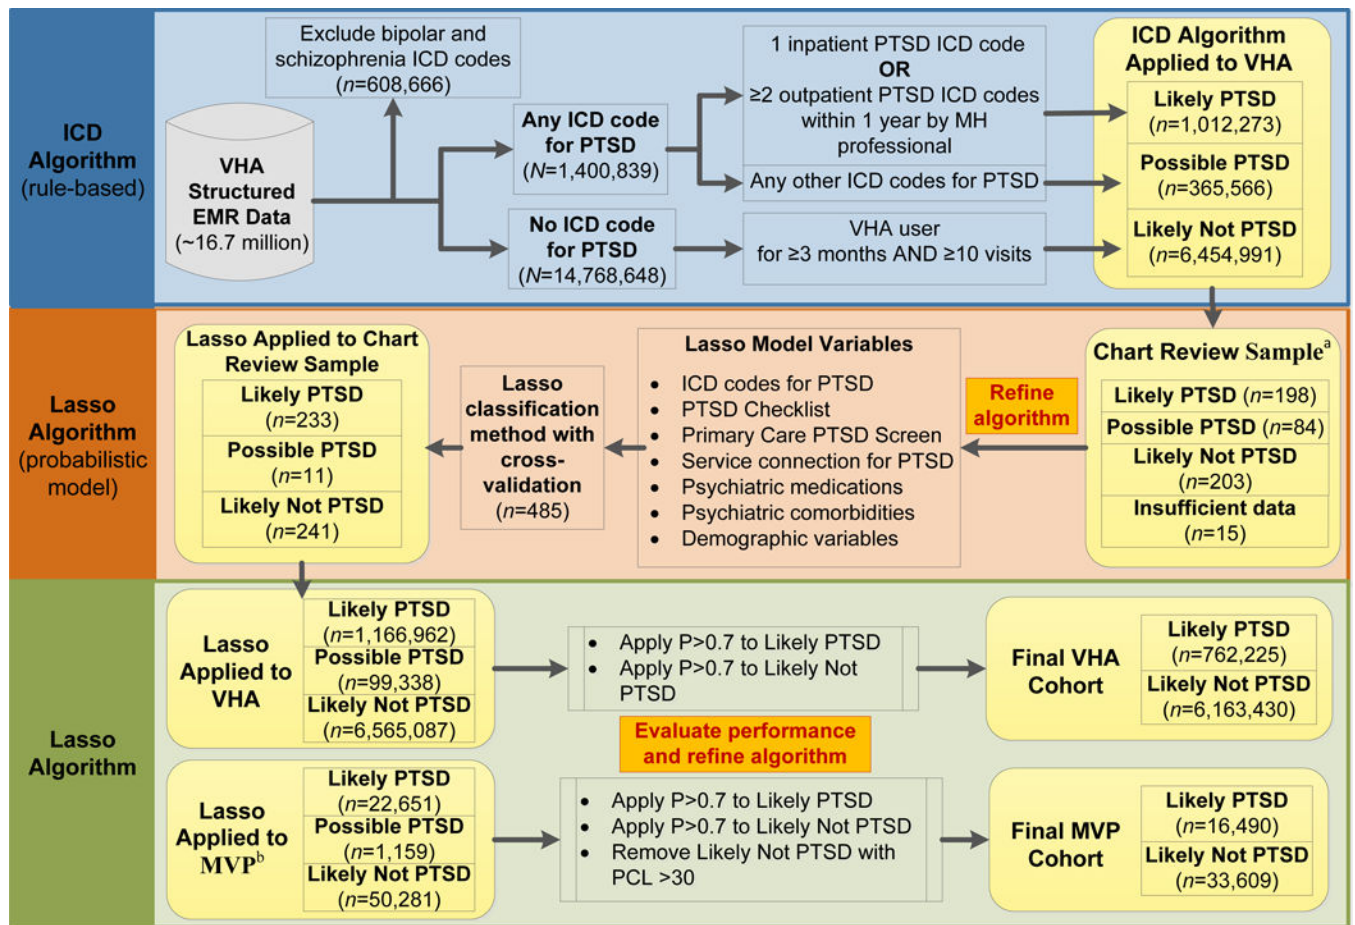 ICD
Algorithm
(rule-based)
VHA
Structured
EMR Data
(~16.7 million)
Exclude bipolar and
schizophrenia ICD codes
(n=608,666)
Any ICD code
for PTSD
(N=1,400,839)
No ICD code
for PTSD
(N=14,768,648)
1 inpatient PTSD ICD code
OR
≥2 outpatient PTSD ICD codes
within 1 year by MH
professional
Any other ICD codes for PTSD
VHA user
for ≥3 months AND ≥10 visits
ICD Algorithm
Applied to VHA
Likely PTSD
(n=1,012,273)
Possible PTSD
(n=365,566)
Likely Not PTSD
(n=6,454,991)
Lasso
Algorithm
(probabilistic
model)
Lasso Applied to Chart
Review Sample
Likely PTSD
(n=233)
Possible PTSD
(n=11)
Likely Not PTSD
(n=241)
Lasso
classification
method with
cross-
validation
(n=485)
Lasso Model Variables
• ICD codes for PTSD
• PTSD Checklist
• Primary Care PTSD Screen
• Service connection for PTSD
• Psychiatric medications
• Psychiatric comorbidities
• Demographic variables
Refine
algorithm
Chart Review Sampleᵃ
Likely PTSD (n=198)
Possible PTSD (n=84)
Likely Not PTSD
(n=203)
Insufficient data
(n=15)
Lasso
Algorithm
Lasso
Applied to
VHA
Likely PTSD
(n=1,166,962)
Possible PTSD
(n=99,338)
Likely Not PTSD
(n=6,565,087)
• Apply P>0.7 to Likely PTSD
• Apply P>0.7 to Likely Not
PTSD
Final VHA
Cohort
Likely PTSD
(n=762,225)
Likely Not PTSD
(n=6,163,430)
Evaluate performance
and refine algorithm
Lasso
Applied to
MVPᵇ
Likely PTSD
(n=22,651)
Possible PTSD
(n=1,159)
Likely Not PTSD
(n=50,281)
• Apply P>0.7 to Likely PTSD
• Apply P>0.7 to Likely Not PTSD
• Remove Likely Not PTSD with
PCL >30
Final MVP
Cohort
Likely PTSD
(n=16,490)
Likely Not PTSD
(n=33,609)